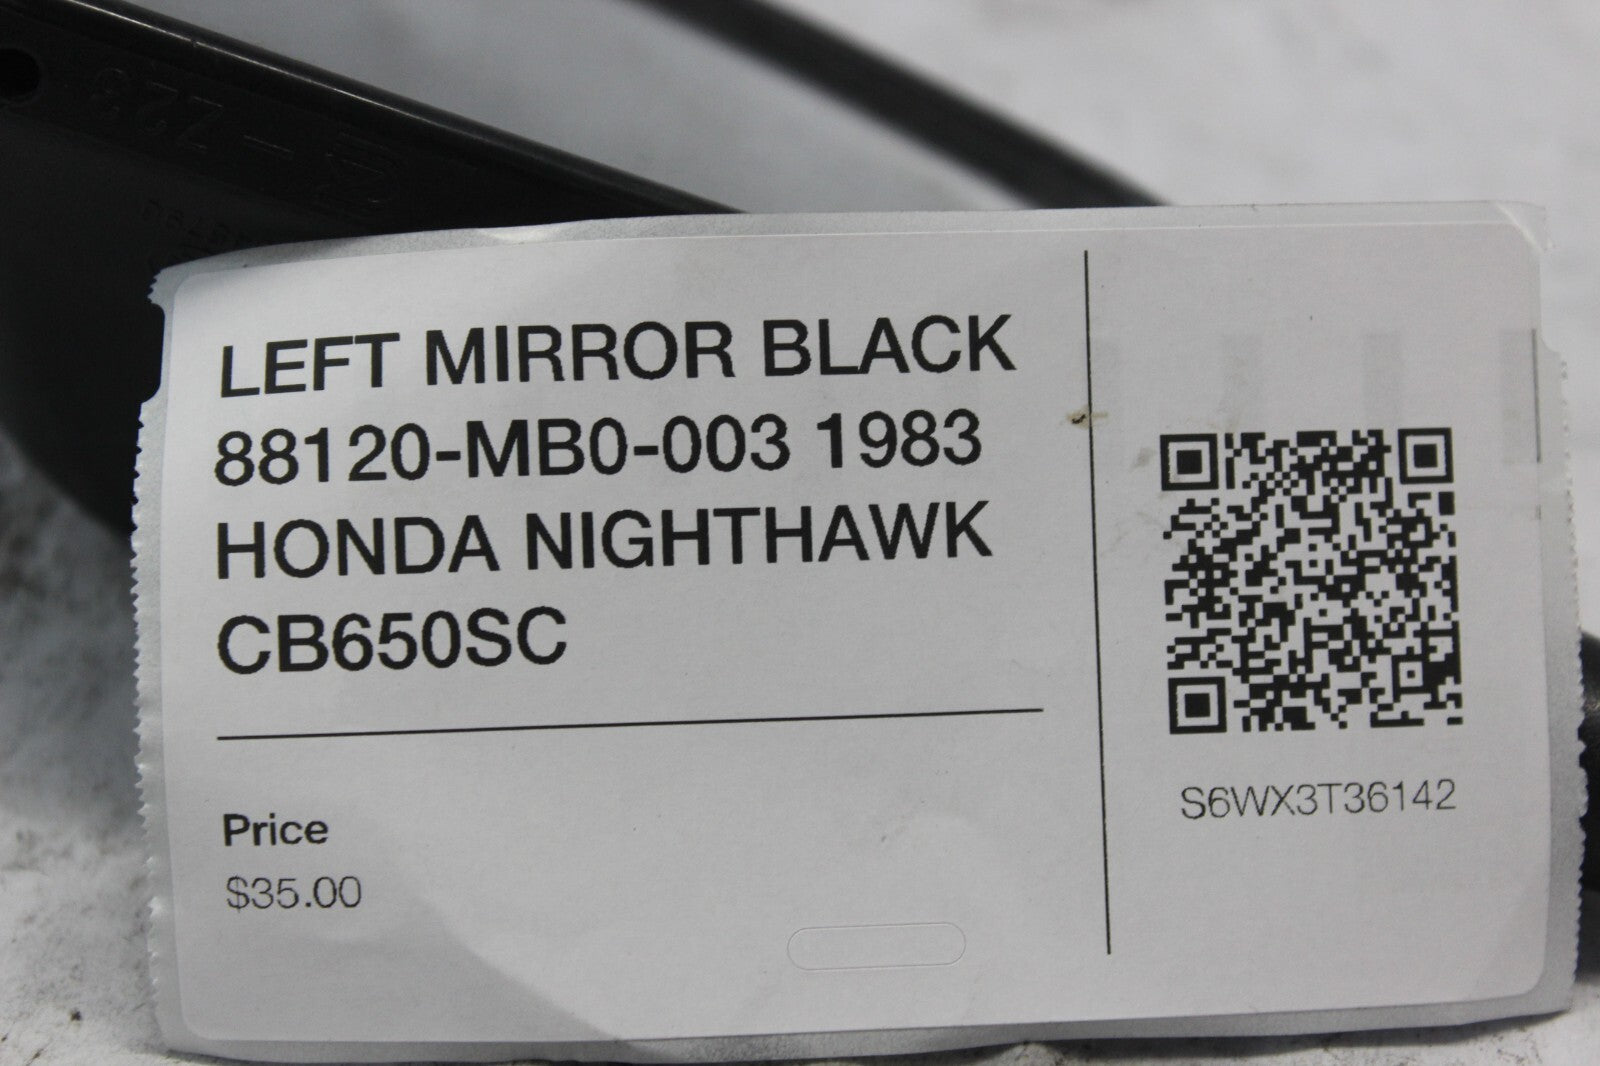 LEFT MIRROR BLACK
88120-MB0-003 1983
HONDA NIGHTHAWK
CB650SC
Price
$35.00
S6WX3T36142